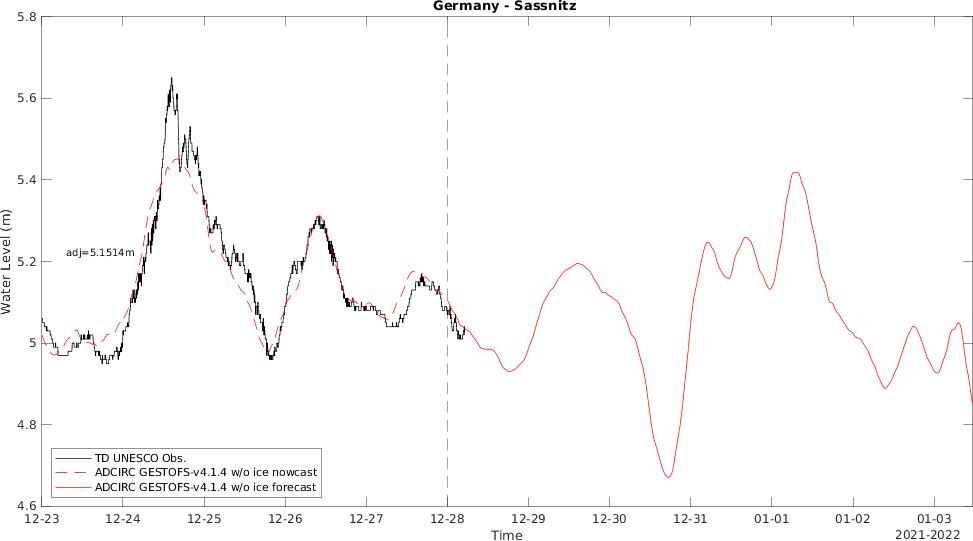 Germany - Sassnitz
5.8
5.6
5.4
5.2
5
4.8
4.6
Water Level (m)
adj=5.1514m
TD UNESCO Obs.
ADCIRC GESTOFS-v4.1.4 w/o ice nowcast
ADCIRC GESTOFS-v4.1.4 w/o ice forecast
12-23 12-24 12-25 12-26 12-27 12-28 12-29 12-30 12-31 01-01 01-02 01-03
Time
2021-2022